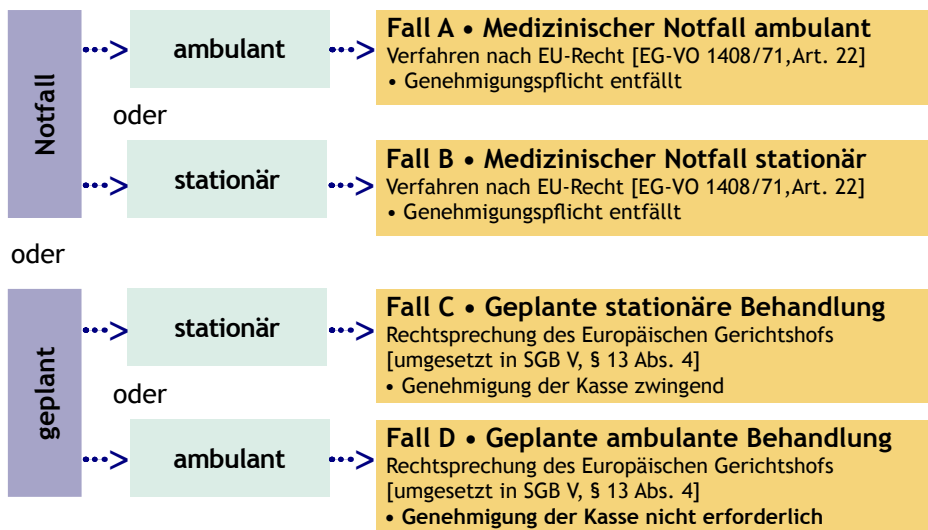 Notfall
ambulant
Fall A • Medizinischer Notfall ambulant
Verfahren nach EU-Recht [EG-VO 1408/71,Art. 22]
• Genehmigungspflicht entfällt
oder
stationär
Fall B • Medizinischer Notfall stationär
Verfahren nach EU-Recht [EG-VO 1408/71,Art. 22]
• Genehmigungspflicht entfällt
oder
geplant
stationär
Fall C • Geplante stationäre Behandlung
Rechtsprechung des Europäischen Gerichtshofs
[umgesetzt in SGB V, § 13 Abs. 4]
• Genehmigung der Kasse zwingend
oder
ambulant
Fall D • Geplante ambulante Behandlung
Rechtsprechung des Europäischen Gerichtshofs
[umgesetzt in SGB V, § 13 Abs. 4]
• Genehmigung der Kasse nicht erforderlich